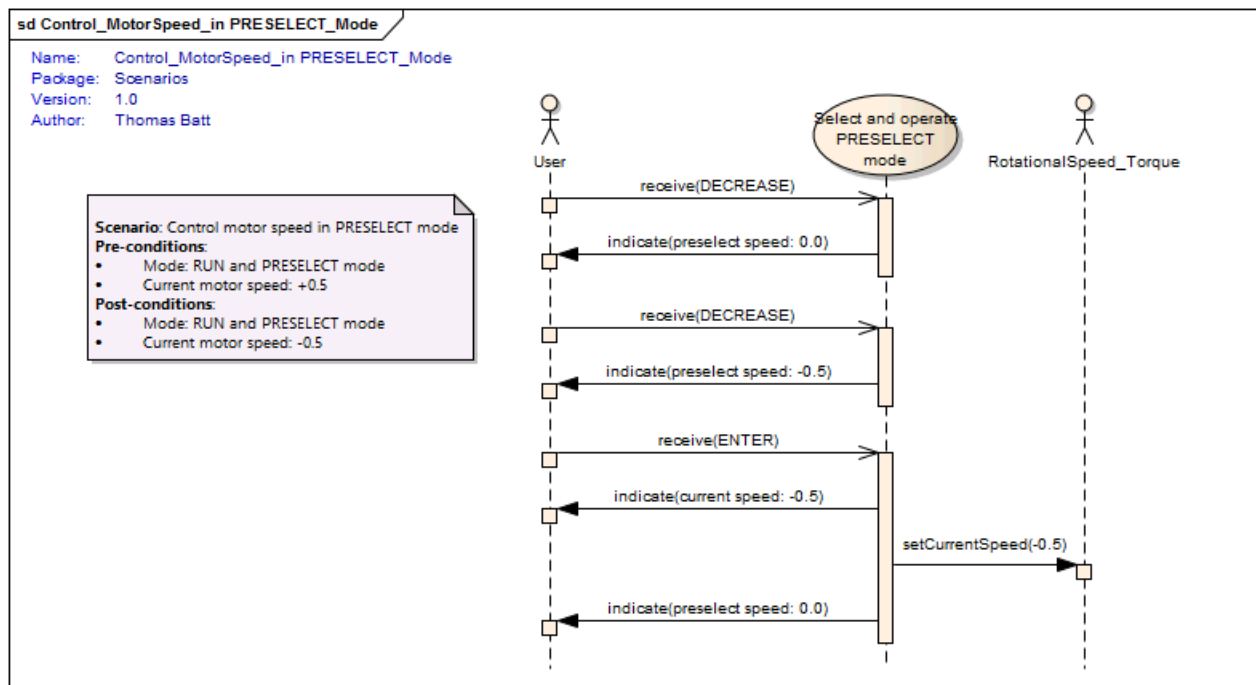 sd Control_MotorSpeed_in PRESELECT_Mode
Name: Control_MotorSpeed_in PRESELECT_Mode
Package: Scenarios
Version: 1.0
Author: Thomas Batt
User
Select and operate
PRESELECT
mode
RotationalSpeed_Torque
Scenario: Control motor speed in PRESELECT mode
Pre-conditions:
• Mode: RUN and PRESELECT mode
• Current motor speed: +0.5
Post-conditions:
• Mode: RUN and PRESELECT mode
• Current motor speed: -0.5
receive(DECREASE)
indicate(preselect speed: 0.0)
receive(DECREASE)
indicate(preselect speed: -0.5)
receive(ENTER)
indicate(current speed: -0.5)
setCurrentSpeed(-0.5)
indicate(preselect speed: 0.0)